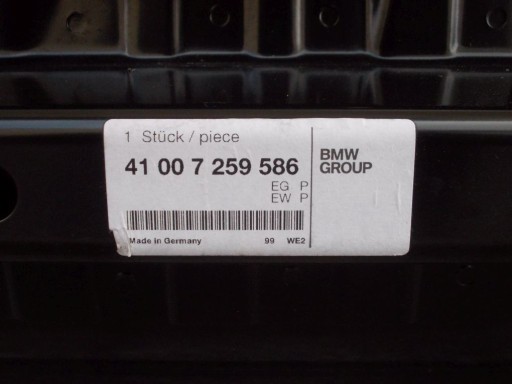 1 Stück / piece
41 00 7 259 586
EG P
EW P
Made in Germany 99 WE2
BMW
GROUP